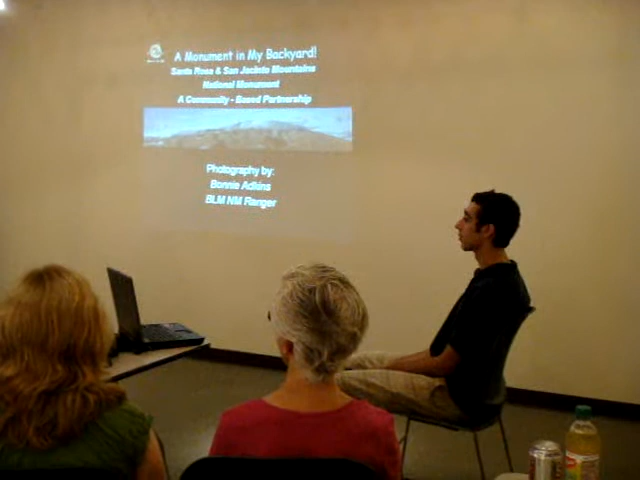 A Monument in My Backyard!
Santa Rosa & San Jacinto Mountains
National Monument
A Community - Based Partnership
Photography by:
Bonnie Adkins
BLM NM Ranger